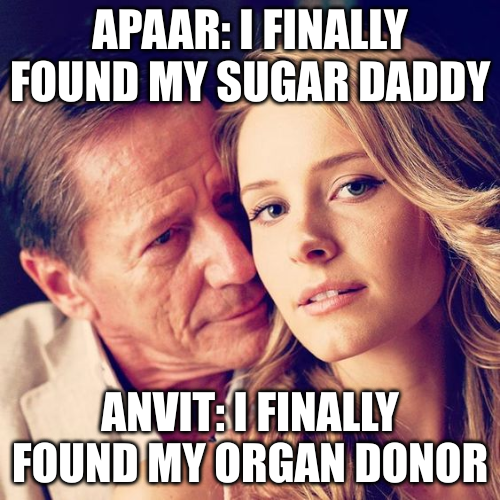 APAAR: I FINALLY
FOUND MY SUGAR DADDY
ANVIT: I FINALLY
FOUND MY ORGAN DONOR